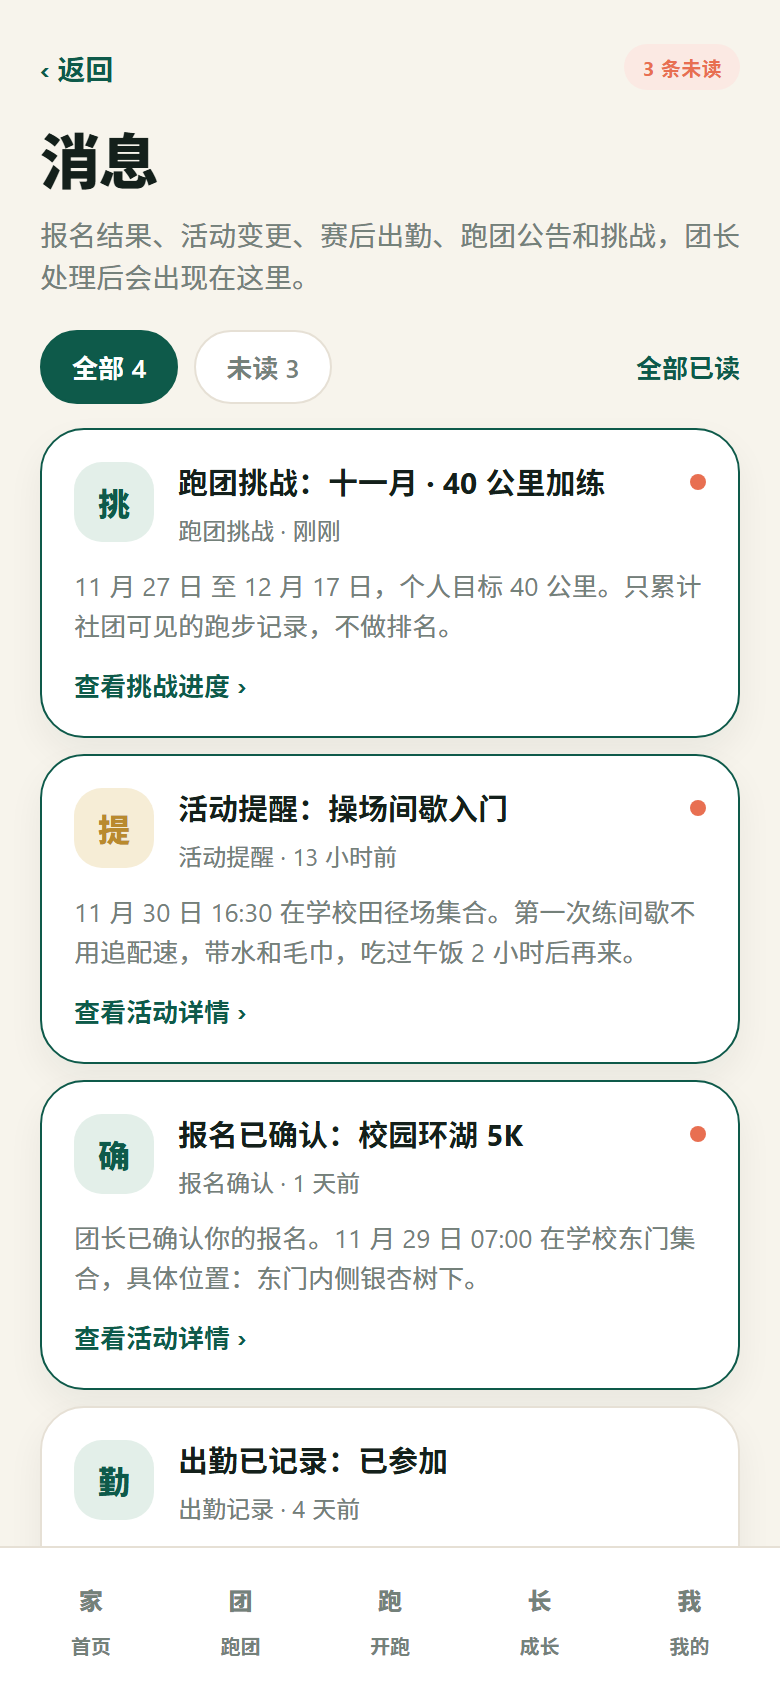 ‹ 返回
3 条未读
消息
报名结果、活动变更、赛后出勤、跑团公告和挑战，团长
处理后会出现在这里。
全部 4
未读 3
全部已读
挑
跑团挑战：十一月 · 40 公里加练
跑团挑战 · 刚刚
11 月 27 日 至 12 月 17 日，个人目标 40 公里。只累计
社团可见的跑步记录，不做排名。
查看挑战进度 ›
提
活动提醒：操场间歇入门
活动提醒 · 13 小时前
11 月 30 日 16:30 在学校田径场集合。第一次练间歇不
用追配速，带水和毛巾，吃过午饭 2 小时后再来。
查看活动详情 ›
确
报名已确认：校园环湖 5K
报名确认 · 1 天前
团长已确认你的报名。11 月 29 日 07:00 在学校东门集
合，具体位置：东门内侧银杏树下。
查看活动详情 ›
勤
出勤已记录：已参加
出勤记录 · 4 天前
家
团
跑
长
我
首页
跑团
开跑
成长
我的